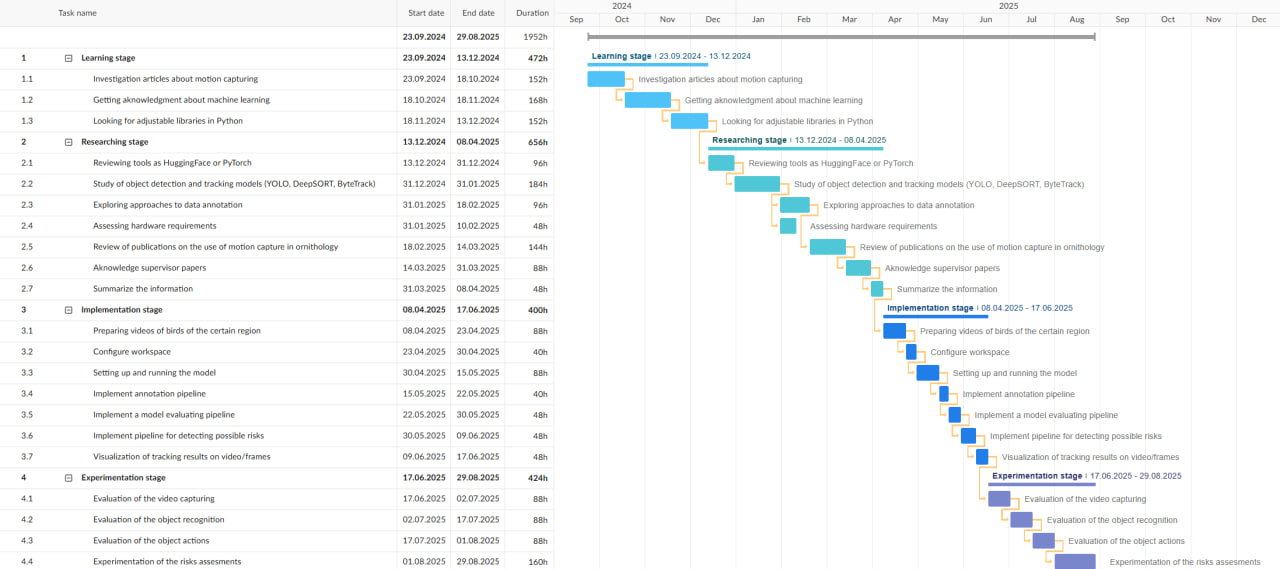 Task name Start date End date Duration 2024 2025
Sep Oct Nov Dec Jan Feb Mar Apr May Jun Jul Aug Sep Oct Nov Dec
23.09.2024 29.08.2025 1952h
1 Learning stage 23.09.2024 13.12.2024 472h Learning stage 23.09.2024 - 13.12.2024
1.1 Investigation articles about motion capturing 23.09.2024 18.10.2024 152h Investigation articles about motion capturing
1.2 Getting aknowledgment about machine learning 18.10.2024 18.11.2024 168h Getting aknowledgment about machine learning
1.3 Looking for adjustable libraries in Python 18.11.2024 13.12.2024 152h Looking for adjustable libraries in Python
2 Researching stage 13.12.2024 08.04.2025 656h Researching stage 13.12.2024 - 08.04.2025
2.1 Reviewing tools as HuggingFace or PyTorch 13.12.2024 31.12.2024 96h Reviewing tools as HuggingFace or PyTorch
2.2 Study of object detection and tracking models (YOLO, DeepSORT, ByteTrack) 31.12.2024 31.01.2025 184h Study of object detection and tracking models (YOLO, DeepSORT, ByteTrack)
2.3 Exploring approaches to data annotation 31.01.2025 18.02.2025 96h Exploring approaches to data annotation
2.4 Assessing hardware requirements 31.01.2025 10.02.2025 48h Assessing hardware requirements
2.5 Review of publications on the use of motion capture in ornithology 18.02.2025 14.03.2025 144h Review of publications on the use of motion capture in ornithology
2.6 Aknowledge supervisor papers 14.03.2025 31.03.2025 88h Aknowledge supervisor papers
2.7 Summarize the information 31.03.2025 08.04.2025 48h Summarize the information
3 Implementation stage 08.04.2025 17.06.2025 400h Implementation stage 08.04.2025 - 17.06.2025
3.1 Preparing videos of birds of the certain region 08.04.2025 23.04.2025 88h Preparing videos of birds of the certain region
3.2 Configure workspace 23.04.2025 30.04.2025 40h Configure workspace
3.3 Setting up and running the model 30.04.2025 15.05.2025 88h Setting up and running the model
3.4 Implement annotation pipeline 15.05.2025 22.05.2025 40h Implement annotation pipeline
3.5 Implement a model evaluating pipeline 22.05.2025 30.05.2025 48h Implement a model evaluating pipeline
3.6 Implement pipeline for detecting possible risks 30.05.2025 09.06.2025 48h Implement pipeline for detecting possible risks
3.7 Visualization of tracking results on video/frames 09.06.2025 17.06.2025 48h Visualization of tracking results on video/frames
4 Experimentation stage 17.06.2025 29.08.2025 424h Experimentation stage 17.06.2025 - 29.08.2025
4.1 Evaluation of the video capturing 17.06.2025 02.07.2025 88h Evaluation of the video capturing
4.2 Evaluation of the object recognition 02.07.2025 17.07.2025 88h Evaluation of the object recognition
4.3 Evaluation of the object actions 17.07.2025 01.08.2025 88h Evaluation of the object actions
4.4 Experimentation of the risks assesments 01.08.2025 29.08.2025 160h Experimentation of the risks assesments